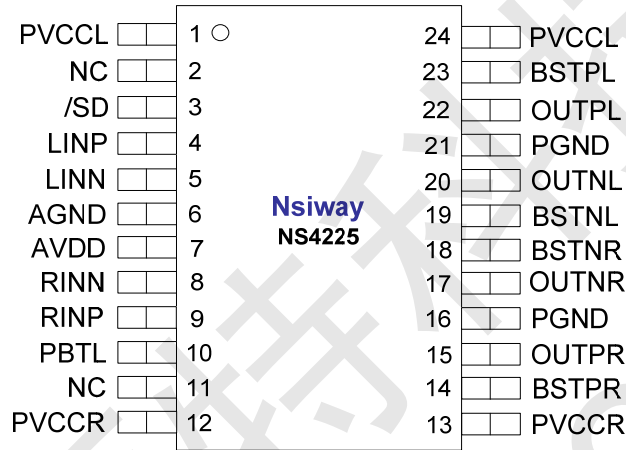 PVCCL 1 24 PVCCL
NC 2 23 BSTPL
/SD 3 22 OUTPL
LINP 4 21 PGND
LINN 5 20 OUTNL
AGND 6 19 BSTNL
Nsiway
NS4225
AVDD 7 18 BSTNR
RINN 8 17 OUTNR
RINP 9 16 PGND
PBTL 10 15 OUTPR
NC 11 14 BSTPR
PVCCR 12 13 PVCCR